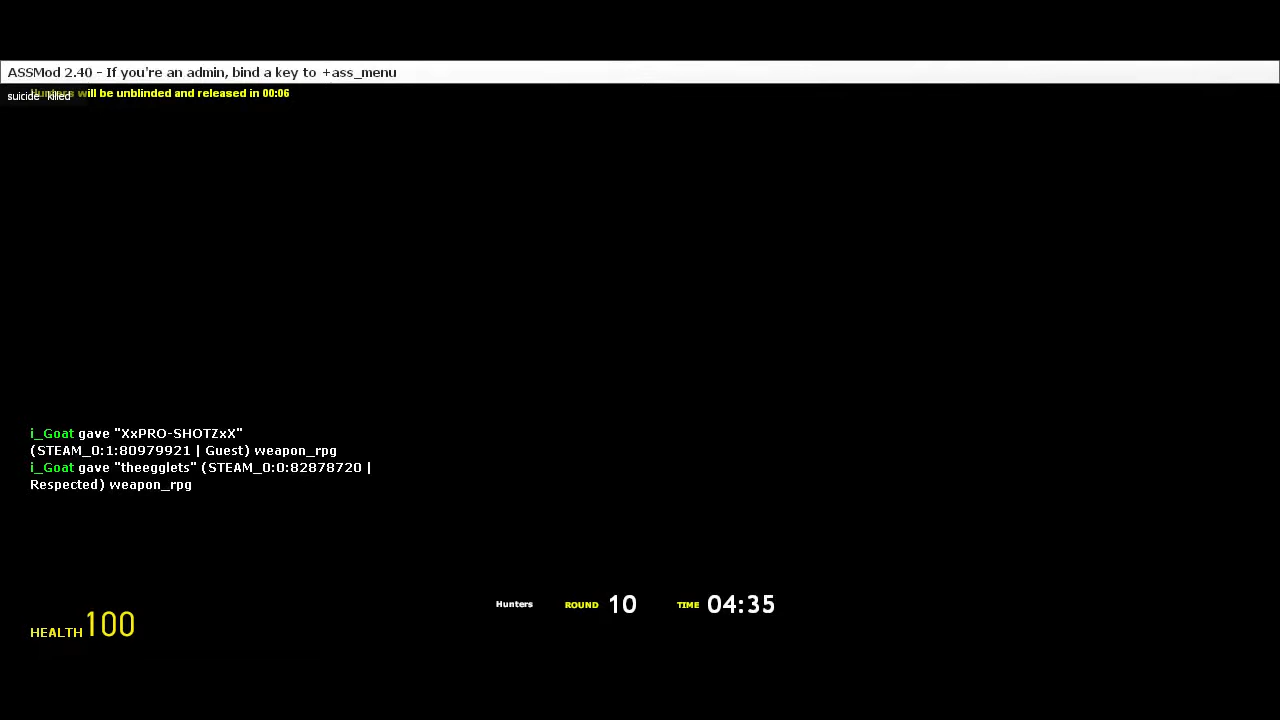 ASSMod 2.40 - If you're an admin, bind a key to +ass_menu
Hunters will be unblinded and released in 00:06
suicide killed
i_Goat gave "XxPRO-SHOTZxX"
(STEAM_0:1:80979921 | Guest) weapon_rpg
i_Goat gave "theegglets" (STEAM_0:0:82878720 |
Respected) weapon_rpg
Hunters ROUND 10 TIME 04:35
HEALTH 100